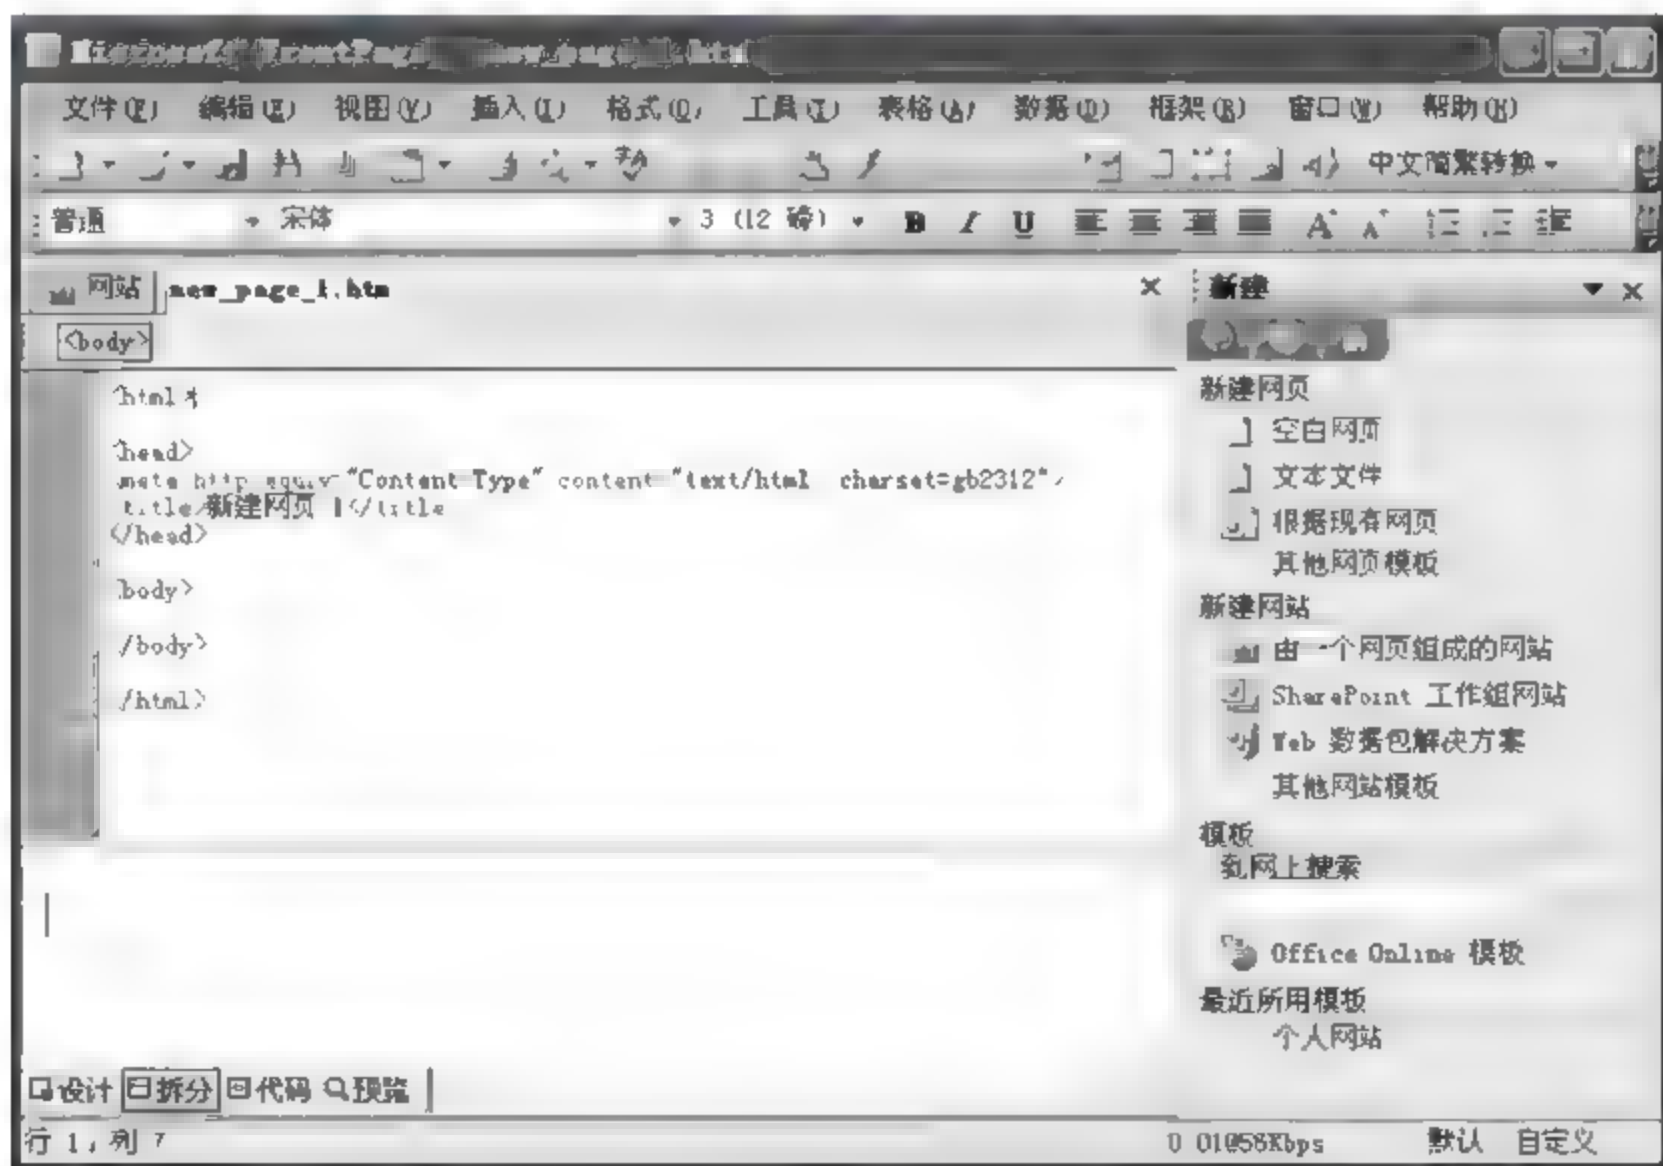 文件(F) 编辑(E) 视图(V) 插入(I) 格式(O) 工具(T) 表格(A) 数据(D) 框架(R) 窗口(W) 帮助(H)
中文简繁转换
普通 宋体 3 (12 磅) B I U A A
网站 new_page_1.htm
<body>
html
head>
meta http equiv "Content Type" content "text/html charset=gb2312"
title 新建网页 1</title
</head>
body>
/body>
/html>
新建
新建网页
空白网页
文本文件
根据现有网页
其他网页模板
新建网站
由一个网页组成的网站
SharePoint 工作组网站
Web 数据包解决方案
其他网站模板
模板
到网上搜索
Office Online 模板
最近所用模板
个人网站
设计 拆分 代码 预览
行 1, 列 7
0 01@56Kbps 默认 自定义